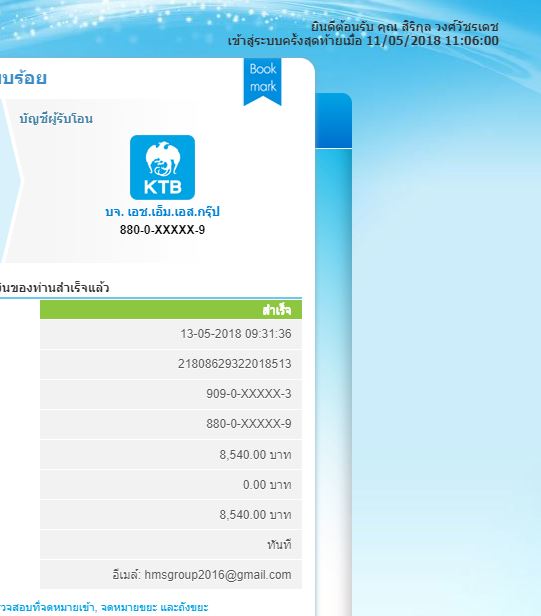 ยินดีต้อนรับ คุณ สิริกุล วงศ์วัชรเดช
เข้าสู่ระบบครั้งสุดท้ายเมื่อ 11/05/2018 11:06:00
บร้อย
Book
mark
บัญชีผู้รับโอน
KTB
บจ. เอช.เอ็ม.เอส.กรุ๊ป
880-0-XXXXX-9
งินของท่านสำเร็จแล้ว
สำเร็จ
13-05-2018 09:31:36
21808629322018513
909-0-XXXXX-3
880-0-XXXXX-9
8,540.00 บาท
0.00 บาท
8,540.00 บาท
ทันที
อีเมล์: hmsgroup2016@gmail.com
วจสอบที่จดหมายเข้า, จดหมายขยะ และถังขยะ